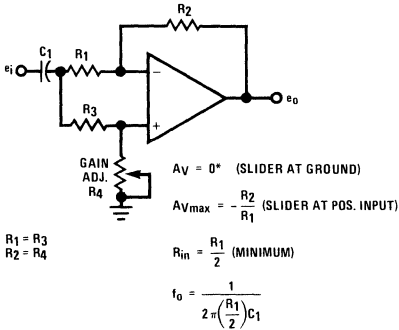 R2
C1
ei
R1
−
R3
+
eo
GAIN
ADJ.
R4
AV = 0* (SLIDER AT GROUND)
AVmax = − R2/R1 (SLIDER AT POS. INPUT)
R1 = R3
R2 = R4
Rin = R1/2 (MINIMUM)
fo = 1/(2π(R1/2)C1)